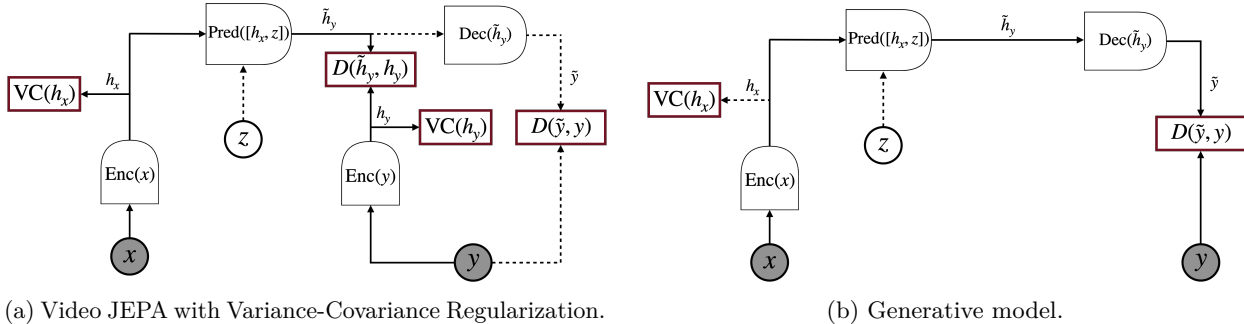 Pred([h_x, z])
h̃_y
Dec(h̃_y)
D(h̃_y, h_y)
ỹ
VC(h_x)
h_x
h_y
VC(h_y)
D(ỹ, y)
z
Enc(x)
Enc(y)
x
y
(a) Video JEPA with Variance-Covariance Regularization.
Pred([h_x, z])
h̃_y
Dec(h̃_y)
ỹ
VC(h_x)
h_x
D(ỹ, y)
z
Enc(x)
x
y
(b) Generative model.